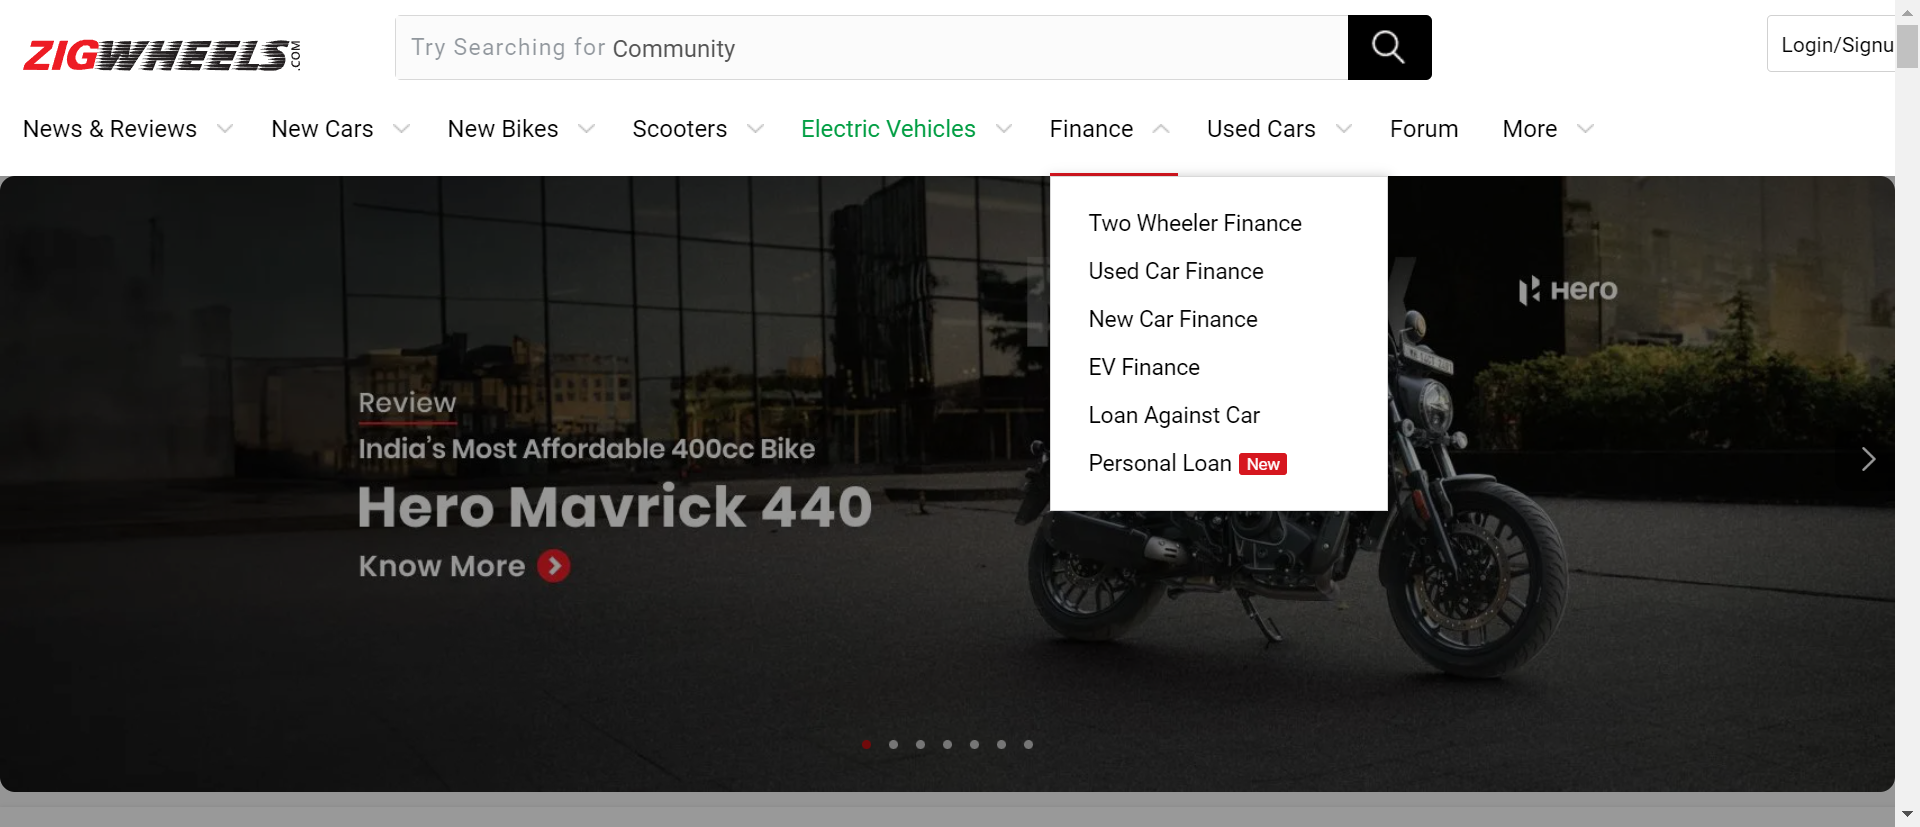 ZIGWHEELS.COM
Try Searching for Community
Login/Signu
News & Reviews
New Cars
New Bikes
Scooters
Electric Vehicles
Finance
Used Cars
Forum
More
Two Wheeler Finance
Used Car Finance
New Car Finance
EV Finance
Loan Against Car
Personal Loan New
Hero
Review
India's Most Affordable 400cc Bike
Hero Mavrick 440
Know More